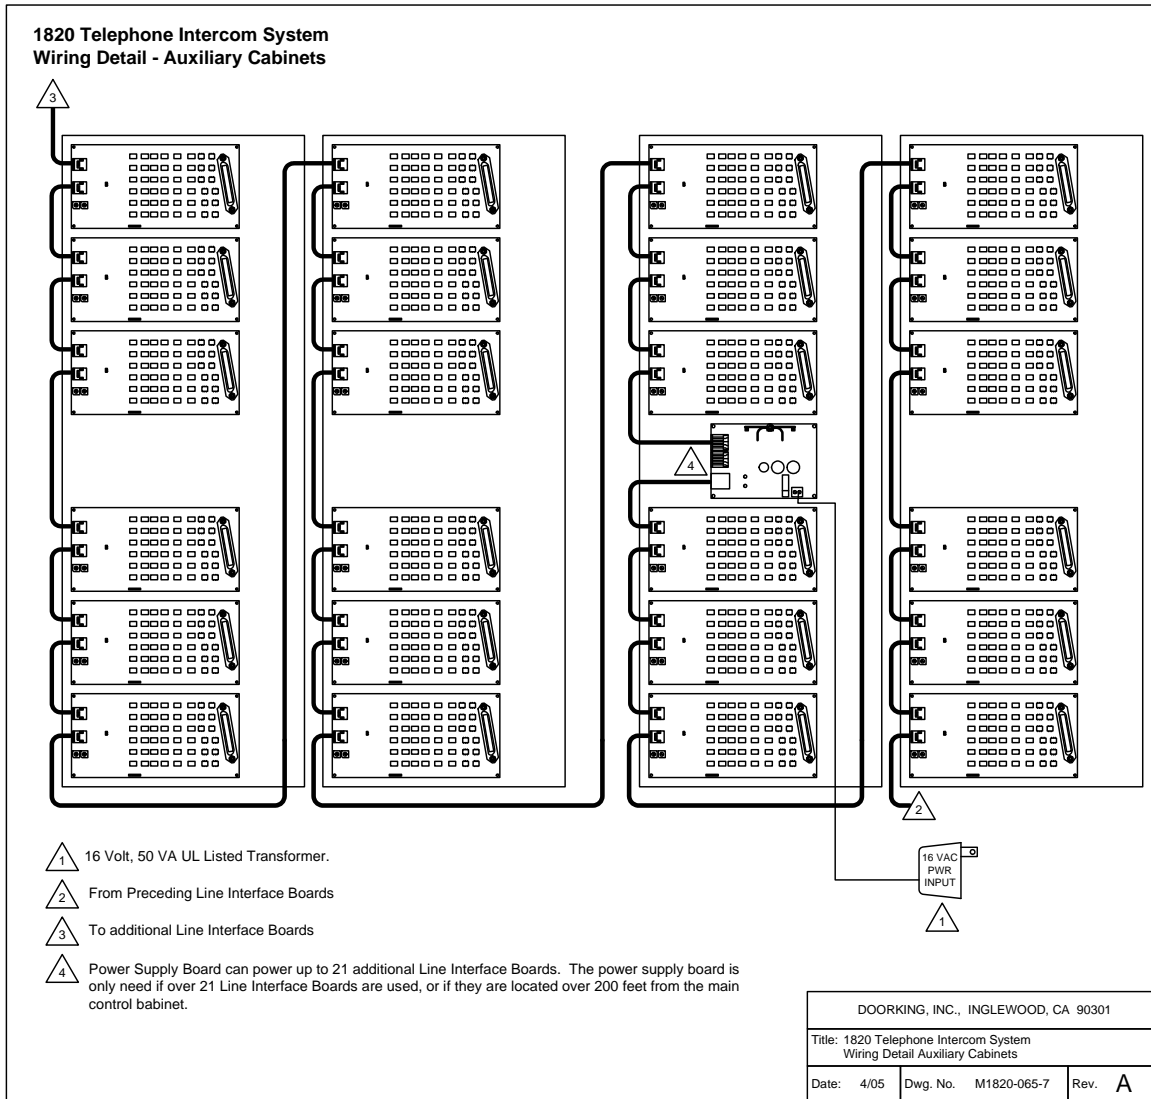 1820 Telephone Intercom System
Wiring Detail - Auxiliary Cabinets
3
4
2
16 VAC
PWR
INPUT
1
1 16 Volt, 50 VA UL Listed Transformer.
2 From Preceding Line Interface Boards
3 To additional Line Interface Boards
4 Power Supply Board can power up to 21 additional Line Interface Boards. The power supply board is
only need if over 21 Line Interface Boards are used, or if they are located over 200 feet from the main
control babinet.
DOORKING, INC., INGLEWOOD, CA 90301
Title: 1820 Telephone Intercom System
Wiring Detail Auxiliary Cabinets
Date: 4/05 Dwg. No. M1820-065-7 Rev. A